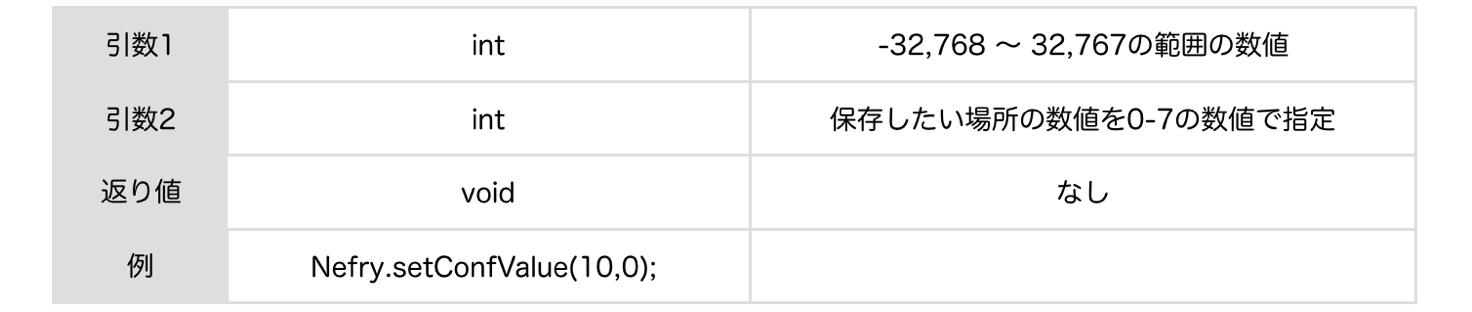 引数1 int -32,768 〜 32,767の範囲の数値
引数2 int 保存したい場所の数値を0-7の数値で指定
返り値 void なし
例 Nefry.setConfValue(10,0);